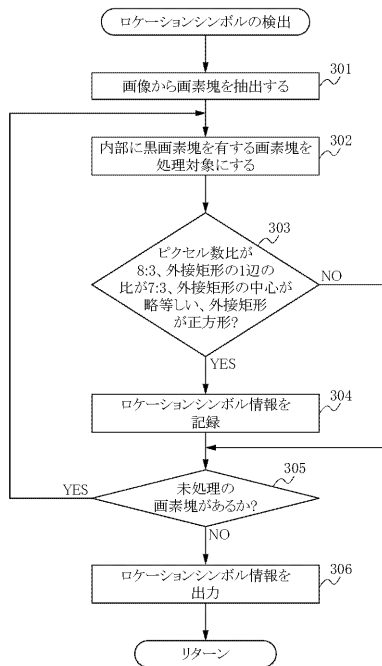 ロケーションシンボルの検出
301
画像から画素塊を抽出する
302
内部に黒画素塊を有する画素塊を
処理対象にする
303
ピクセル数比が
8:3、外接矩形の1辺の
比が7:3、外接矩形の中心が
略等しい、外接矩形
が正方形?
NO
YES
304
ロケーションシンボル情報を
記録
305
YES
未処理の
画素塊があるか?
NO
306
ロケーションシンボル情報を
出力
リターン